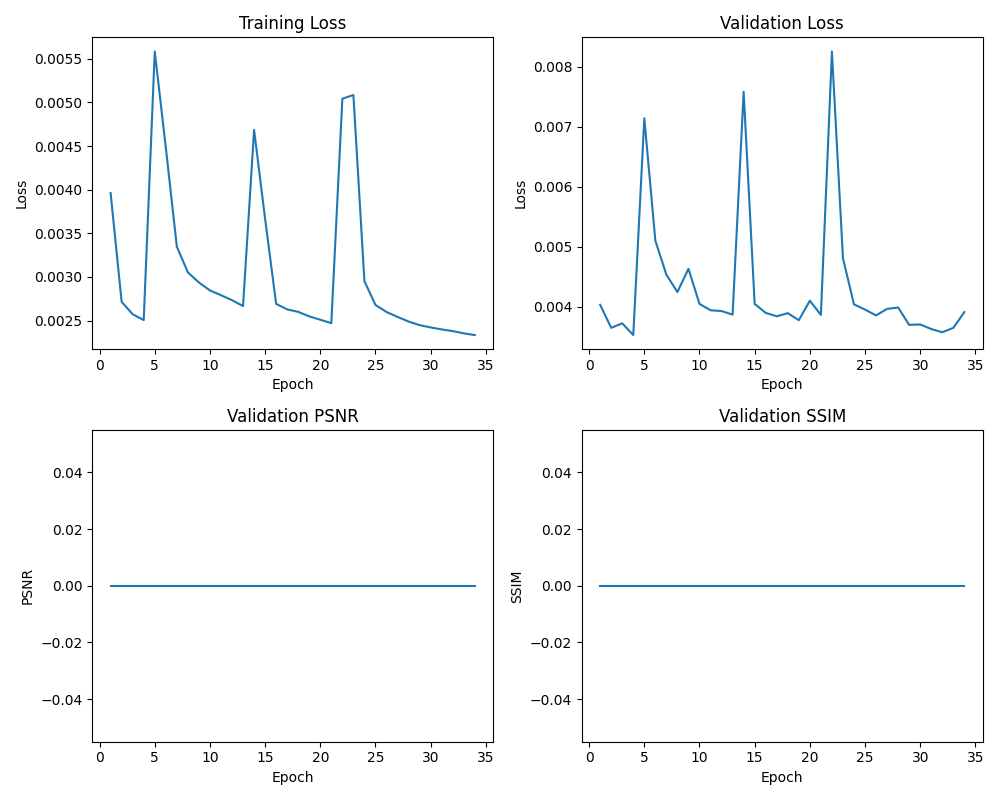 Training Loss
Loss
0.0055
0.0050
0.0045
0.0040
0.0035
0.0030
0.0025
0 5 10 15 20 25 30 35
Epoch
Validation Loss
Loss
0.008
0.007
0.006
0.005
0.004
0 5 10 15 20 25 30 35
Epoch
Validation PSNR
PSNR
0.04
0.02
0.00
−0.02
−0.04
0 5 10 15 20 25 30 35
Epoch
Validation SSIM
SSIM
0.04
0.02
0.00
−0.02
−0.04
0 5 10 15 20 25 30 35
Epoch